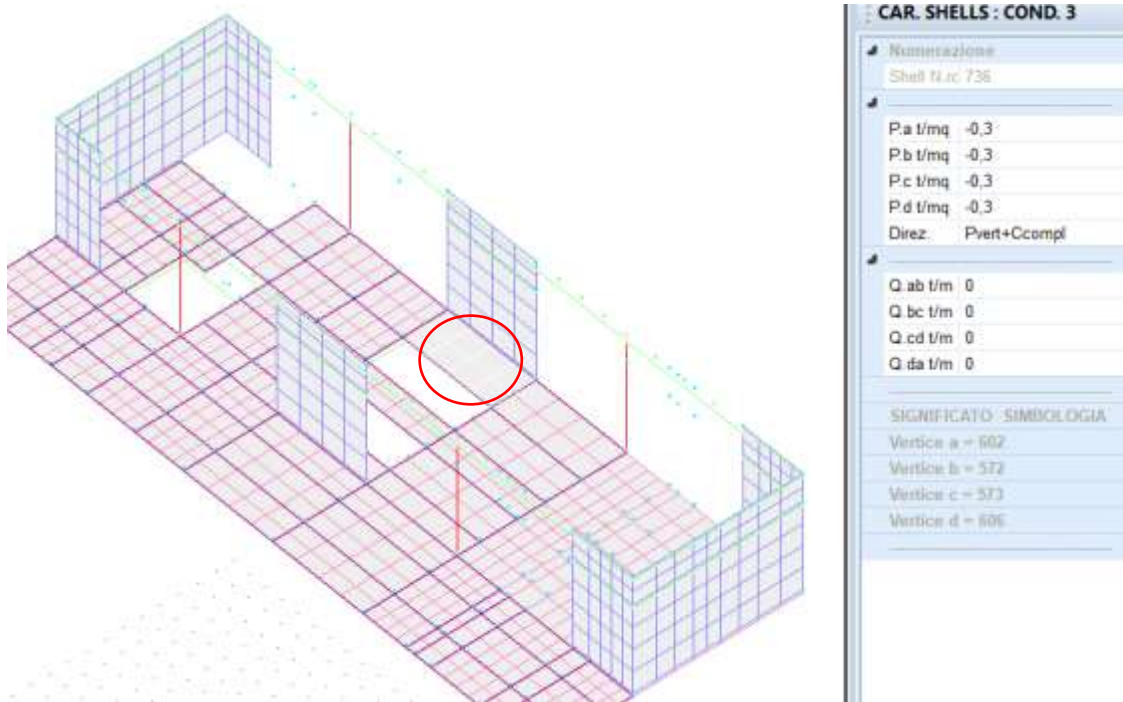 CAR. SHELLS : COND. 3
Numerazione
Shell N.ro 736
P.a t/mq -0,3
P.b t/mq -0,3
P.c t/mq -0,3
P.d t/mq -0,3
Direz. Pvert+Ccompl
Q.ab t/m 0
Q.bc t/m 0
Q.cd t/m 0
Q.da t/m 0
SIGNIFICATO SIMBOLOGIA
Vertice a = 602
Vertice b = 572
Vertice c = 573
Vertice d = 606